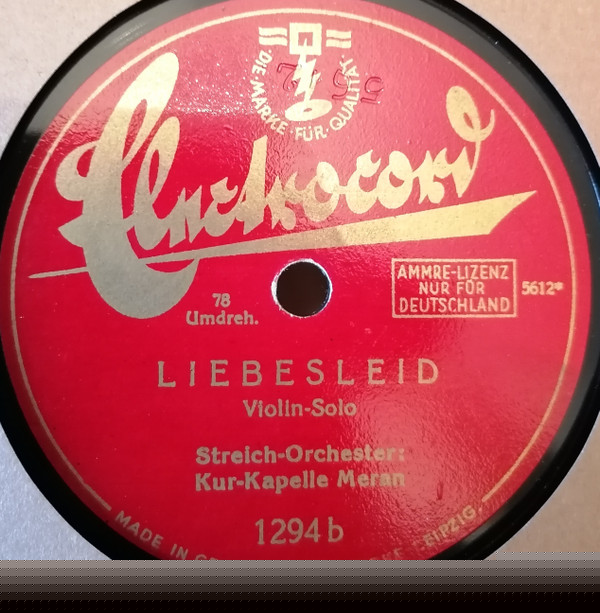 DIE·MARKE·FÜR·QUALITÄT
Electrocord
78
Umdreh.
AMMRE-LIZENZ
NUR FÜR
DEUTSCHLAND
5612*
LIEBESLEID
Violin-Solo
Streich-Orchester:
Kur-Kapelle Meran
1294 b
MADE IN LEIPZIG.